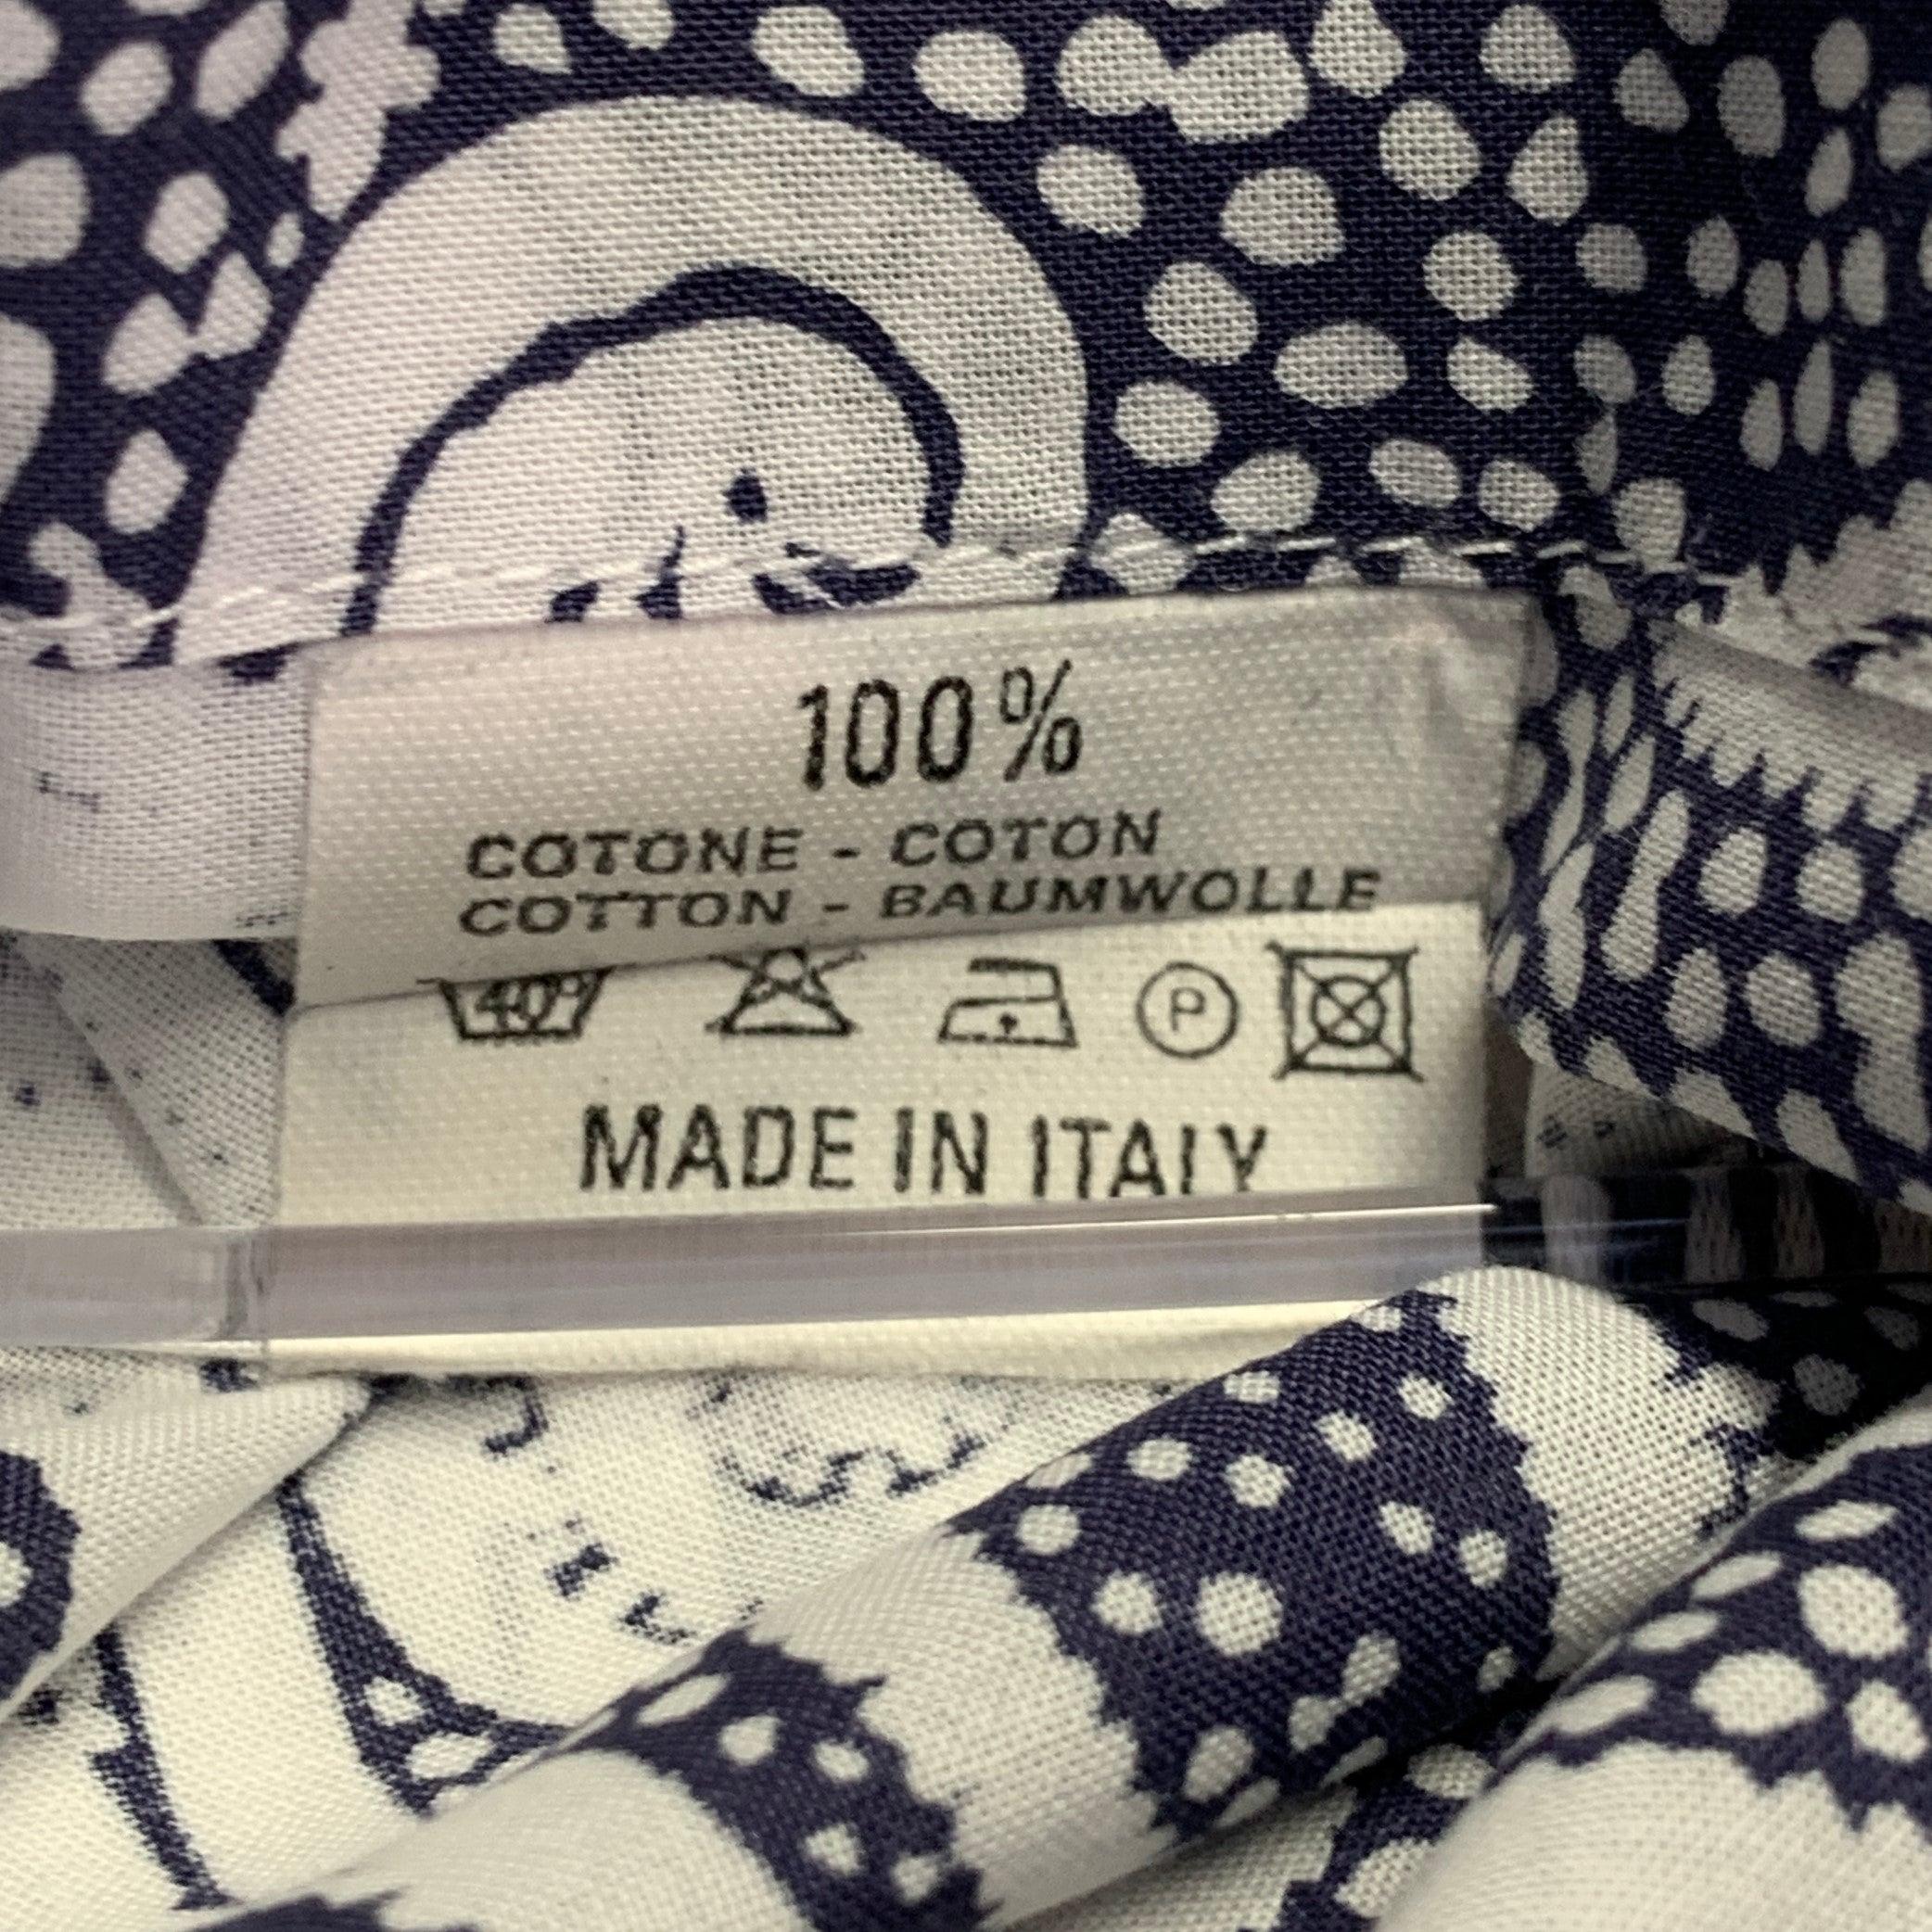 100%
COTONE - COTON
COTTON - BAUMWOLLE
40° P
MADE IN ITALY